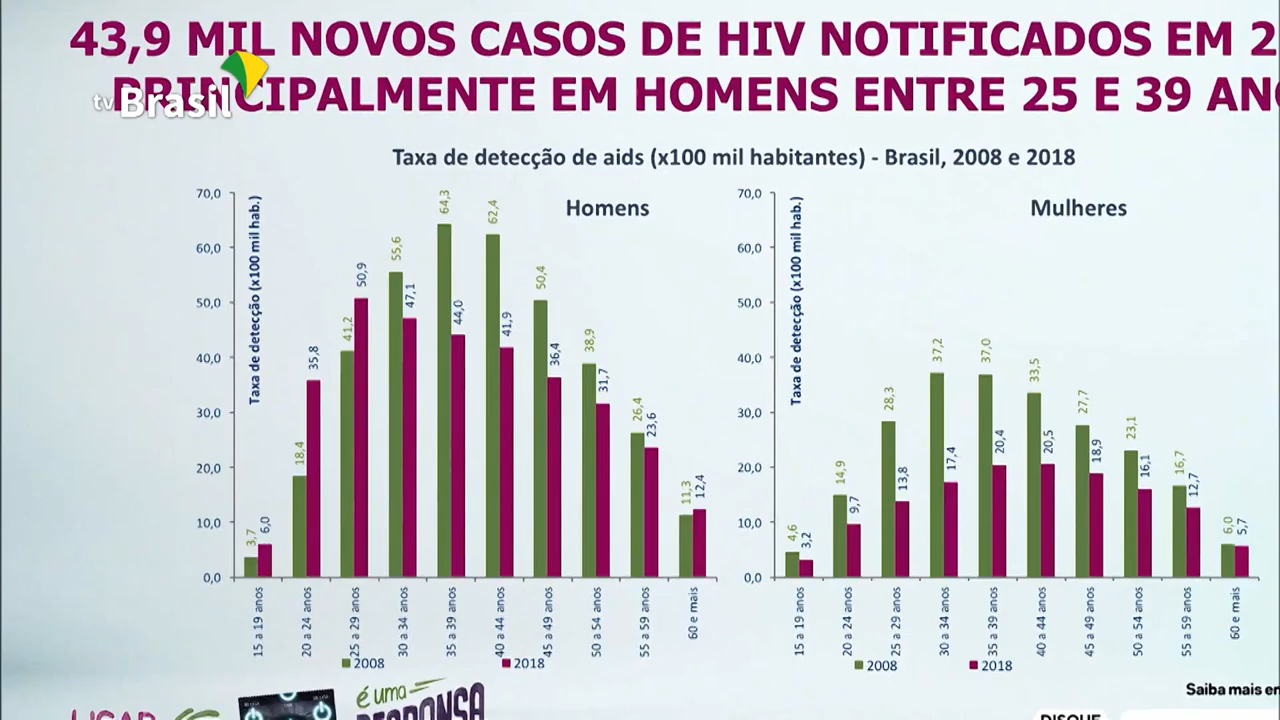 43,9 MIL NOVOS CASOS DE HIV NOTIFICADOS EM 2
PRINCIPALMENTE EM HOMENS ENTRE 25 E 39 AN
tv Brasil
Taxa de detecção de aids (x100 mil habitantes) - Brasil, 2008 e 2018
Homens
Taxa de detecção (x100 mil hab.)
70,0
60,0
50,0
40,0
30,0
20,0
10,0
0,0
3,7 6,0
18,4 35,8
41,2 50,9
55,6 47,1
64,3 44,0
62,4 41,9
50,4 36,4
38,9 31,7
26,4 23,6
11,3 12,4
15 a 19 anos
20 a 24 anos
25 a 29 anos
30 a 34 anos
35 a 39 anos
40 a 44 anos
45 a 49 anos
50 a 54 anos
55 a 59 anos
60 e mais
2008 2018
Mulheres
Taxa de detecção (x100 mil hab.)
70,0
60,0
50,0
40,0
30,0
20,0
10,0
0,0
4,6 3,2
14,9 9,7
28,3 13,8
37,2 17,4
37,0 20,4
33,5 20,5
27,7 18,9
23,1 16,1
16,7 12,7
6,0 5,7
15 a 19 anos
20 a 24 anos
25 a 29 anos
30 a 34 anos
35 a 39 anos
40 a 44 anos
45 a 49 anos
50 a 54 anos
55 a 59 anos
60 e mais
2008 2018
Saiba mais em
USAR
é uma
RESPONSA
DISQUE